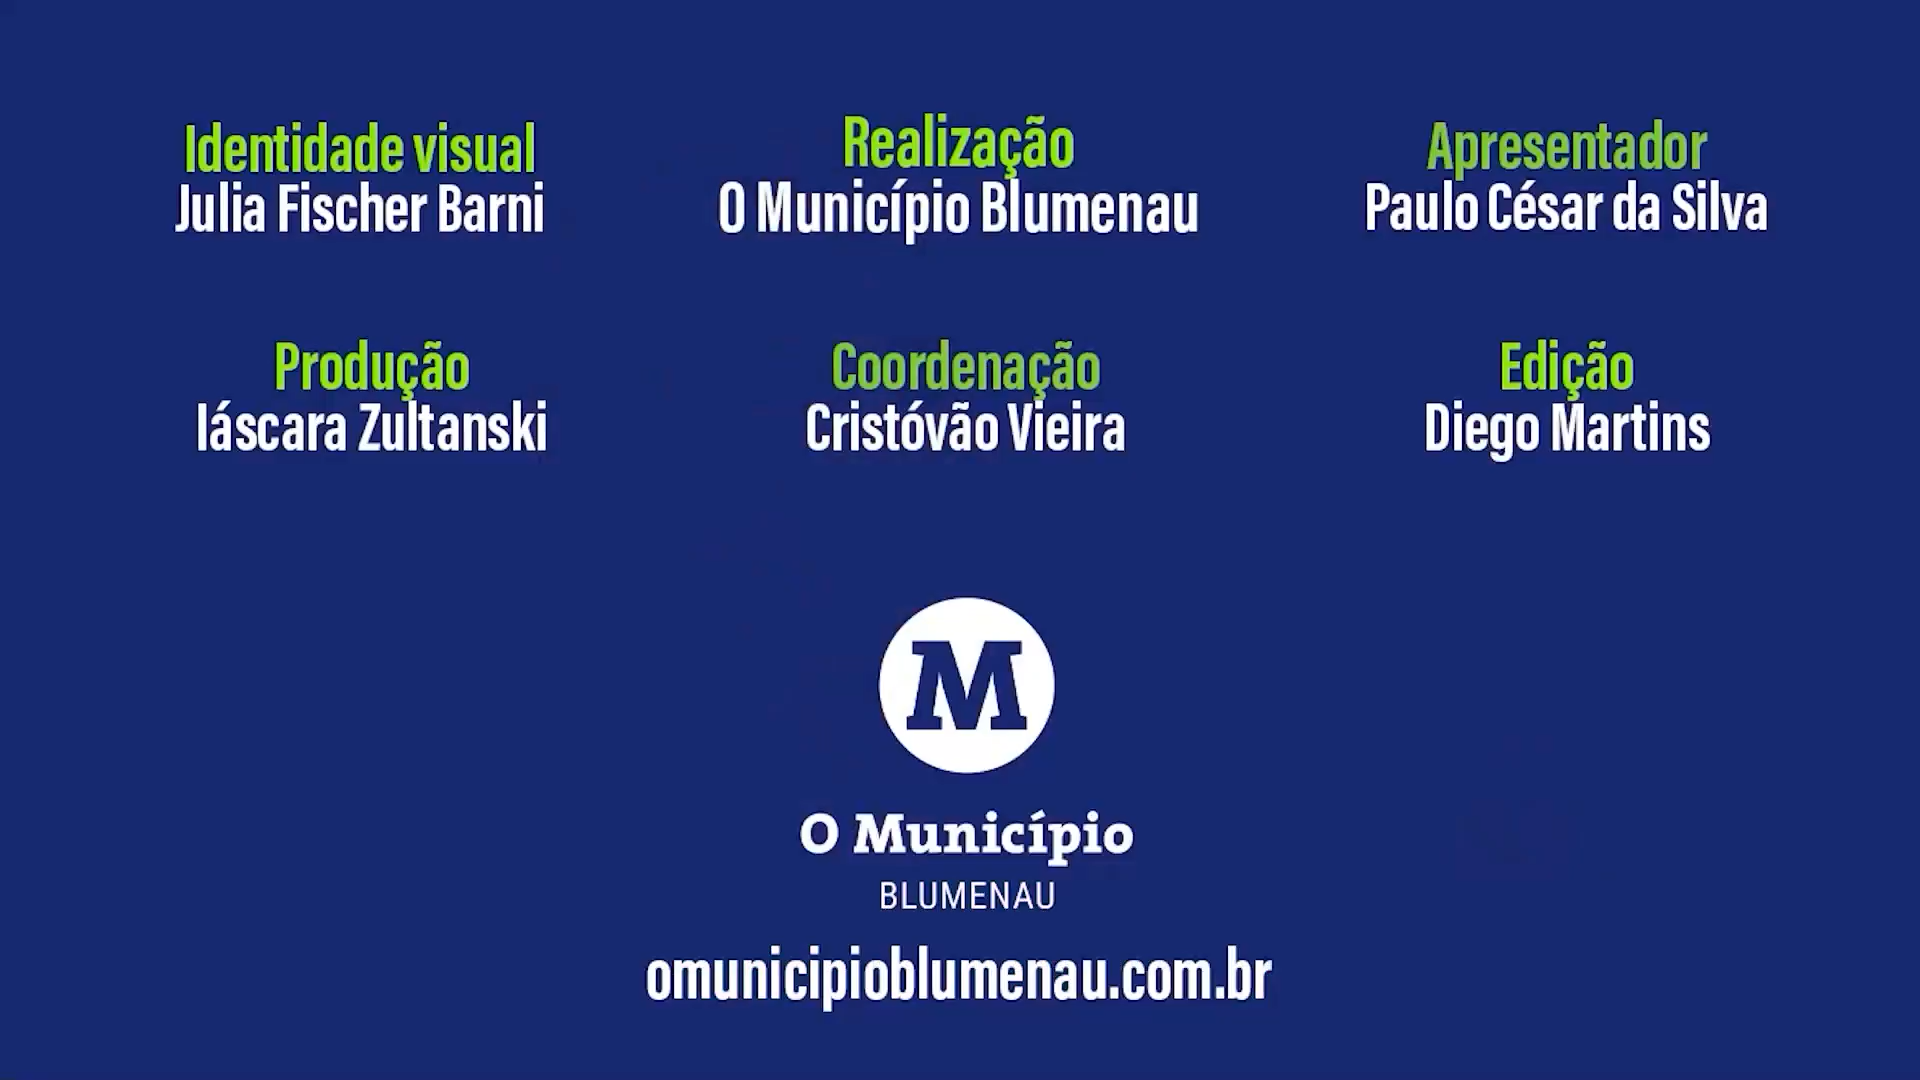 Identidade visual
Julia Fischer Barni
Realização
O Município Blumenau
Apresentador
Paulo César da Silva
Produção
Iáscara Zultanski
Coordenação
Cristóvão Vieira
Edição
Diego Martins
M
O Município
BLUMENAU
omunicipioblumenau.com.br